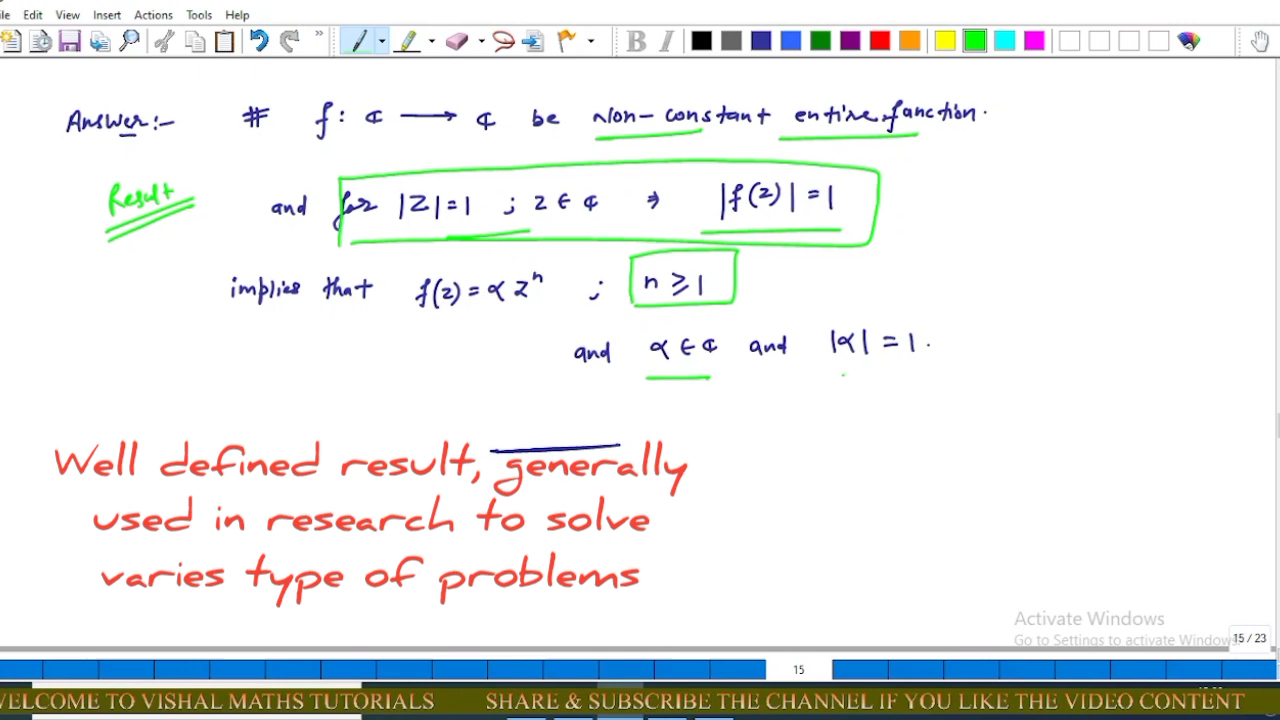 File Edit View Insert Actions Tools Help
Answer:- # f: ₵ ⟶ ₵ be Non-constant entire function.
Result and for |Z|=1 ; z ∈ ₵ ⇒ |f(z)| = 1
implies that f(z) = α z^n ; n ⩾ 1
and α ∈ ₵ and |α| = 1.
Well defined result, generally
used in research to solve
varies type of problems
Activate Windows
Go to Settings to activate Windows.
15 / 23
15
WELCOME TO VISHAL MATHS TUTORIALS SHARE & SUBSCRIBE THE CHANNEL IF YOU LIKE THE VIDEO CONTENT